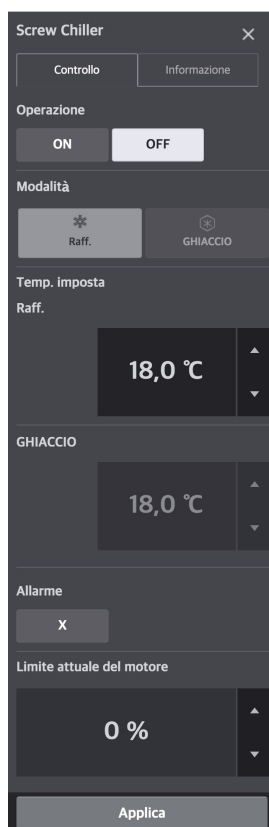 Screw Chiller
Controllo Informazione
Operazione
ON OFF
Modalità
Raff. GHIACCIO
Temp. imposta
Raff.
18,0 ℃
GHIACCIO
18,0 ℃
Allarme
X
Limite attuale del motore
0 %
Applica